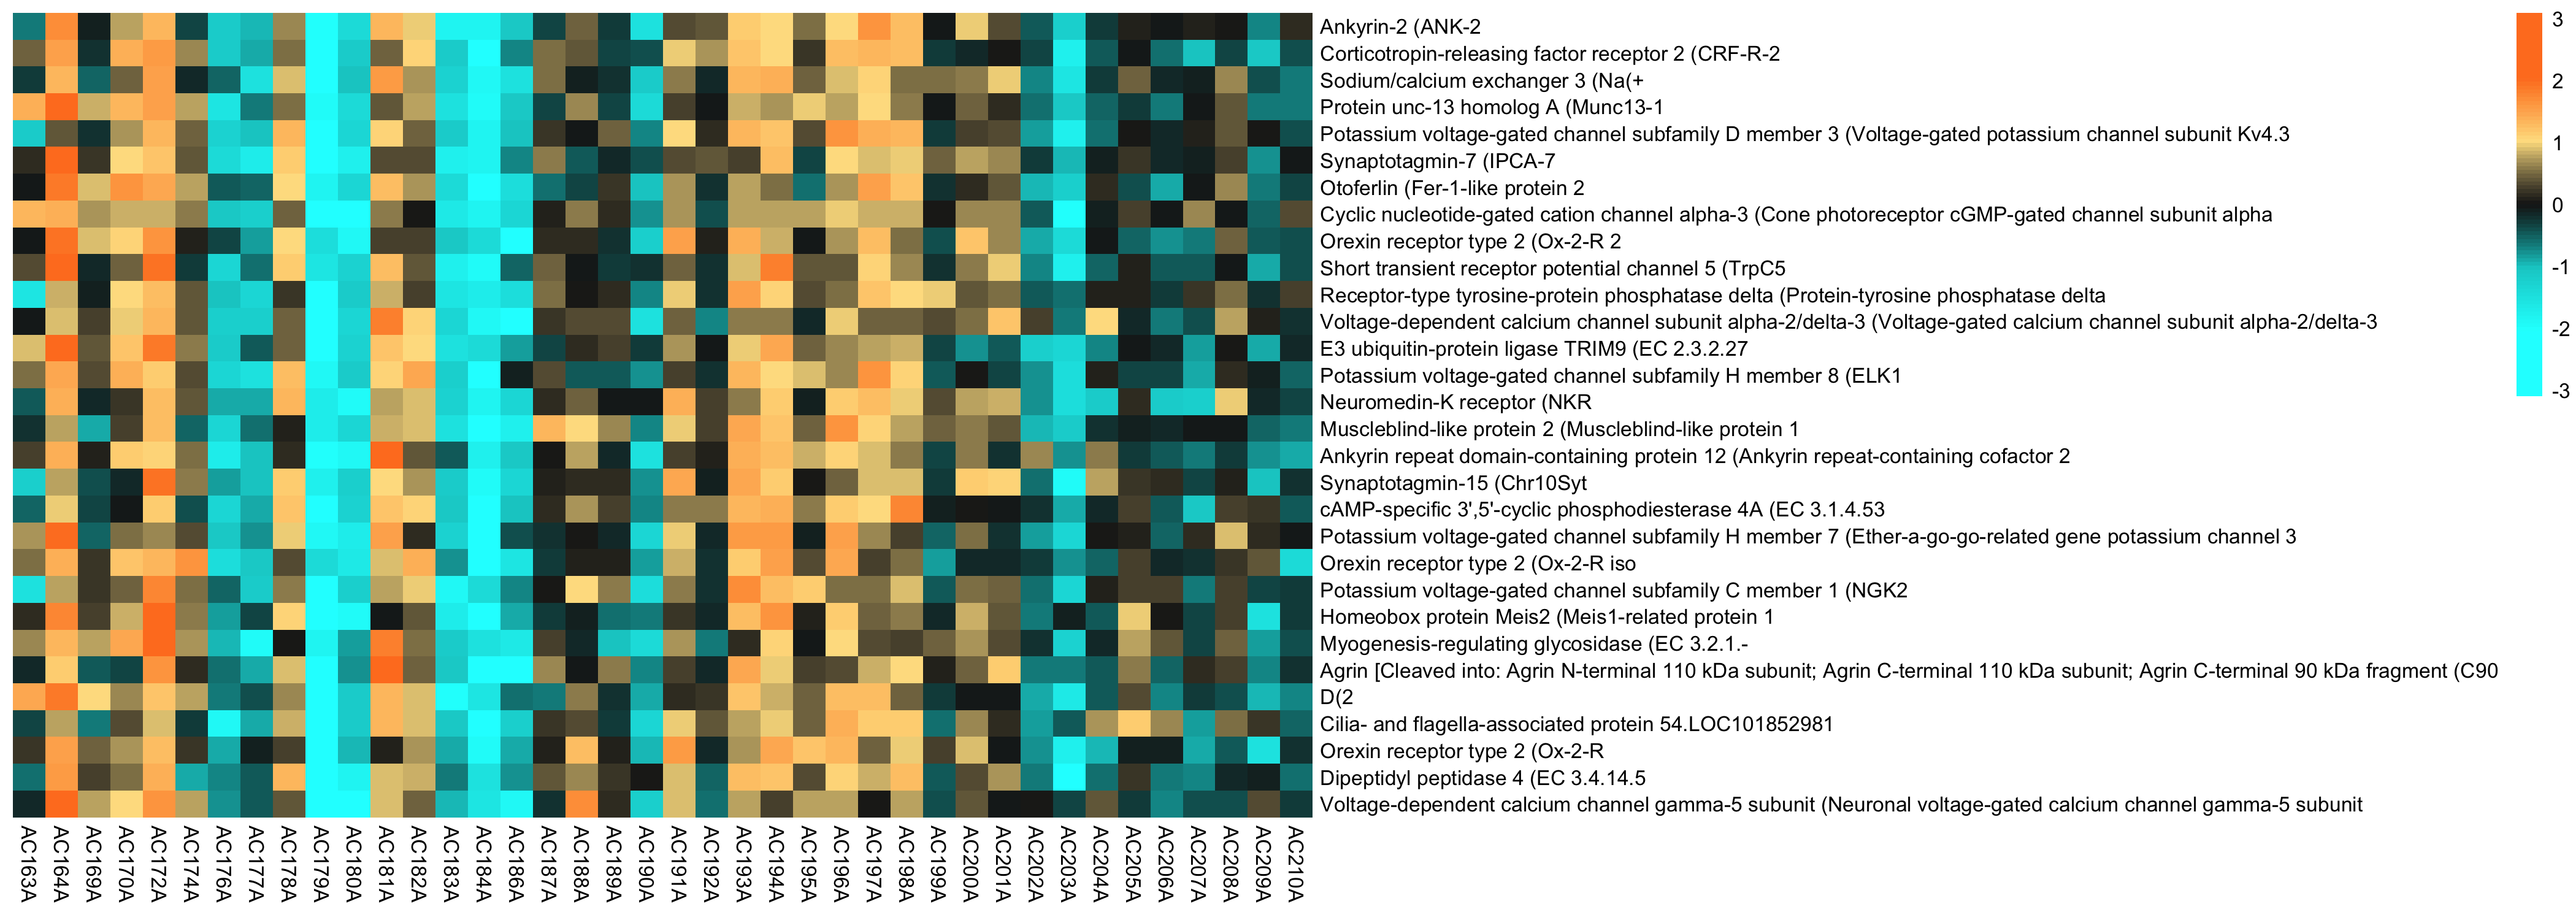 Ankyrin-2 (ANK-2
Corticotropin-releasing factor receptor 2 (CRF-R-2
Sodium/calcium exchanger 3 (Na(+
Protein unc-13 homolog A (Munc13-1
Potassium voltage-gated channel subfamily D member 3 (Voltage-gated potassium channel subunit Kv4.3
Synaptotagmin-7 (IPCA-7
Otoferlin (Fer-1-like protein 2
Cyclic nucleotide-gated cation channel alpha-3 (Cone photoreceptor cGMP-gated channel subunit alpha
Orexin receptor type 2 (Ox-2-R 2
Short transient receptor potential channel 5 (TrpC5
Receptor-type tyrosine-protein phosphatase delta (Protein-tyrosine phosphatase delta
Voltage-dependent calcium channel subunit alpha-2/delta-3 (Voltage-gated calcium channel subunit alpha-2/delta-3
E3 ubiquitin-protein ligase TRIM9 (EC 2.3.2.27
Potassium voltage-gated channel subfamily H member 8 (ELK1
Neuromedin-K receptor (NKR
Muscleblind-like protein 2 (Muscleblind-like protein 1
Ankyrin repeat domain-containing protein 12 (Ankyrin repeat-containing cofactor 2
Synaptotagmin-15 (Chr10Syt
cAMP-specific 3',5'-cyclic phosphodiesterase 4A (EC 3.1.4.53
Potassium voltage-gated channel subfamily H member 7 (Ether-a-go-go-related gene potassium channel 3
Orexin receptor type 2 (Ox-2-R iso
Potassium voltage-gated channel subfamily C member 1 (NGK2
Homeobox protein Meis2 (Meis1-related protein 1
Myogenesis-regulating glycosidase (EC 3.2.1.-
Agrin [Cleaved into: Agrin N-terminal 110 kDa subunit; Agrin C-terminal 110 kDa subunit; Agrin C-terminal 90 kDa fragment (C90
D(2
Cilia- and flagella-associated protein 54.LOC101852981
Orexin receptor type 2 (Ox-2-R
Dipeptidyl peptidase 4 (EC 3.4.14.5
Voltage-dependent calcium channel gamma-5 subunit (Neuronal voltage-gated calcium channel gamma-5 subunit
3
2
1
0
-1
-2
-3
AC163A
AC164A
AC169A
AC170A
AC172A
AC174A
AC176A
AC177A
AC178A
AC179A
AC180A
AC181A
AC182A
AC183A
AC184A
AC186A
AC187A
AC188A
AC189A
AC190A
AC191A
AC192A
AC193A
AC194A
AC195A
AC196A
AC197A
AC198A
AC199A
AC200A
AC201A
AC202A
AC203A
AC204A
AC205A
AC206A
AC207A
AC208A
AC209A
AC210A